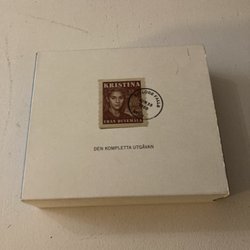 KRISTINA
FRÅN DUVEMÅLA
DEN KOMPLETTA UTGÅVAN